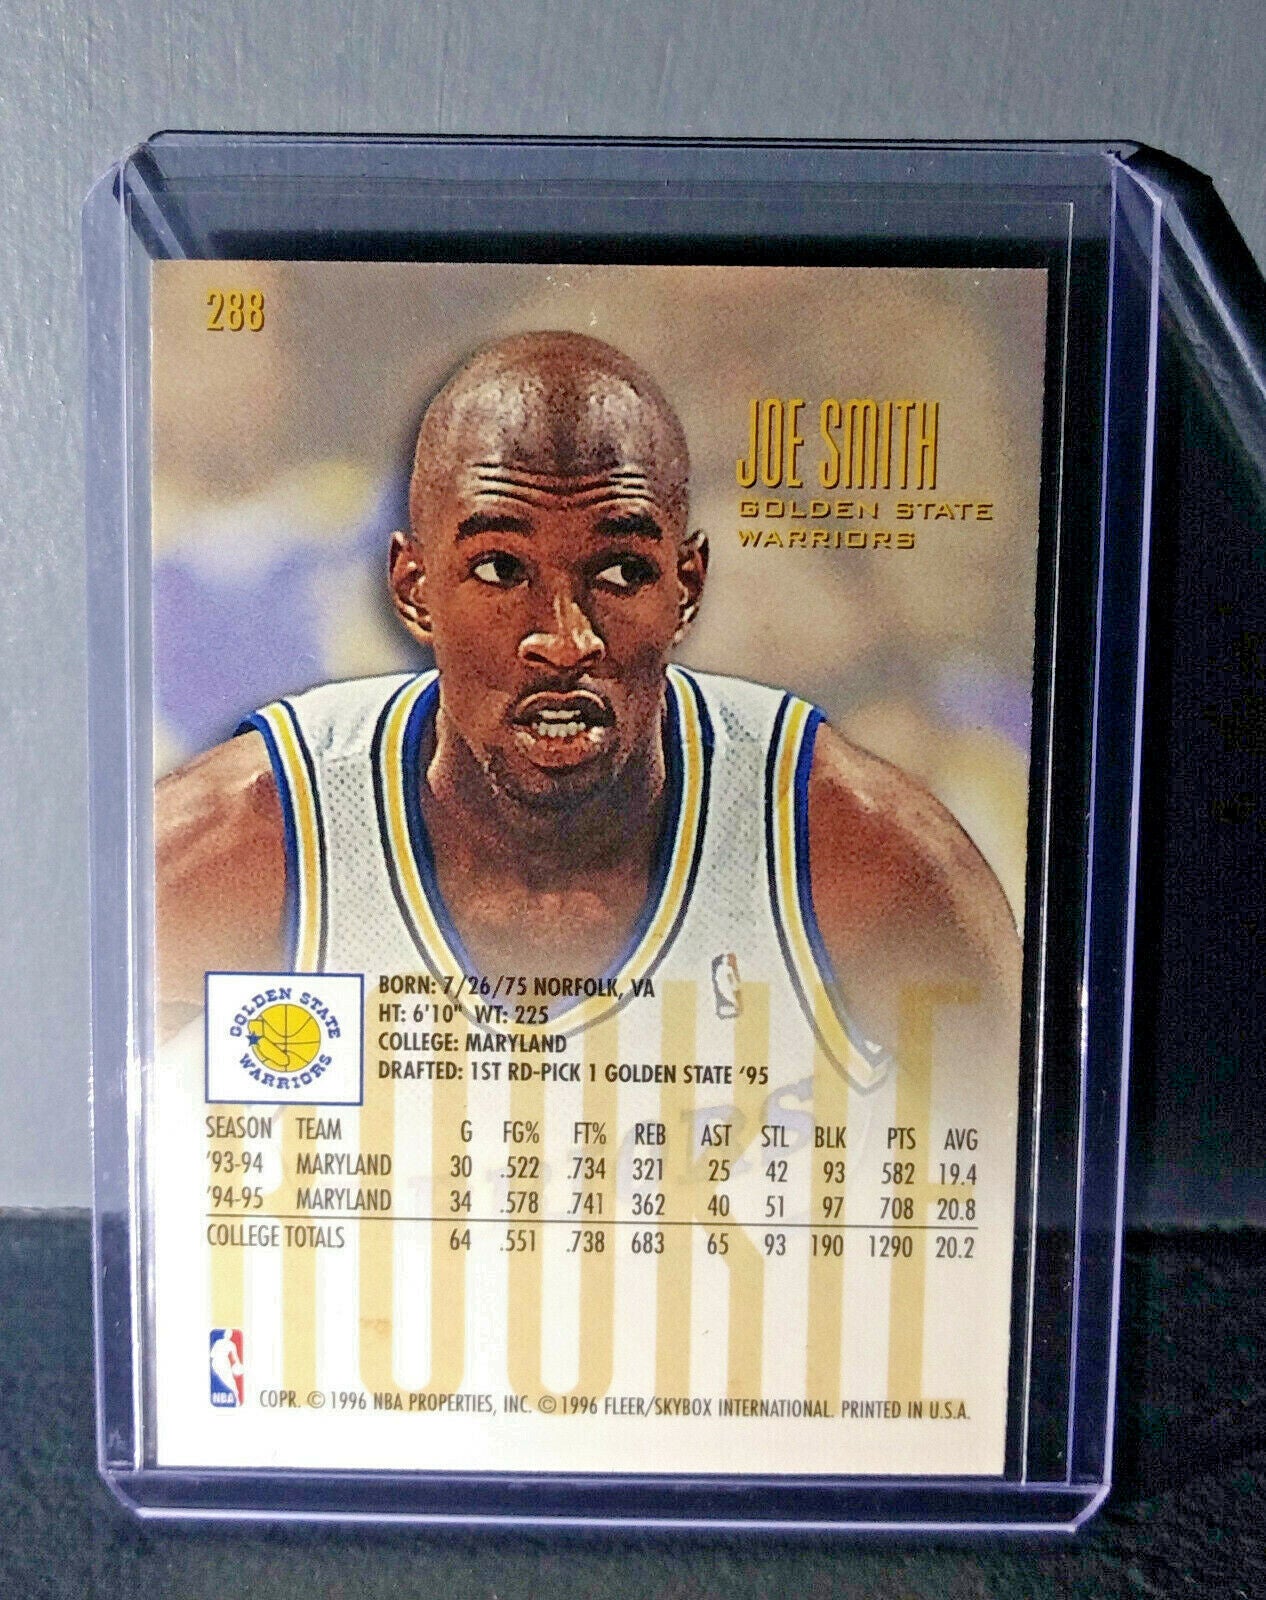 288
JOE SMITH
GOLDEN STATE
WARRIORS
BORN: 7/26/75 NORFOLK, VA
HT: 6'10" WT: 225
COLLEGE: MARYLAND
DRAFTED: 1ST RD-PICK 1 GOLDEN STATE '95
GOLDEN STATE
WARRIORS
SEASON TEAM G FG% FT% REB AST STL BLK PTS AVG
'93-94 MARYLAND 30 .522 .734 321 25 42 93 582 19.4
'94-95 MARYLAND 34 .578 .741 362 40 51 97 708 20.8
COLLEGE TOTALS 64 .551 .738 683 65 93 190 1290 20.2
ROOKIE
NBA
COPR. © 1996 NBA PROPERTIES, INC. © 1996 FLEER/SKYBOX INTERNATIONAL. PRINTED IN U.S.A.